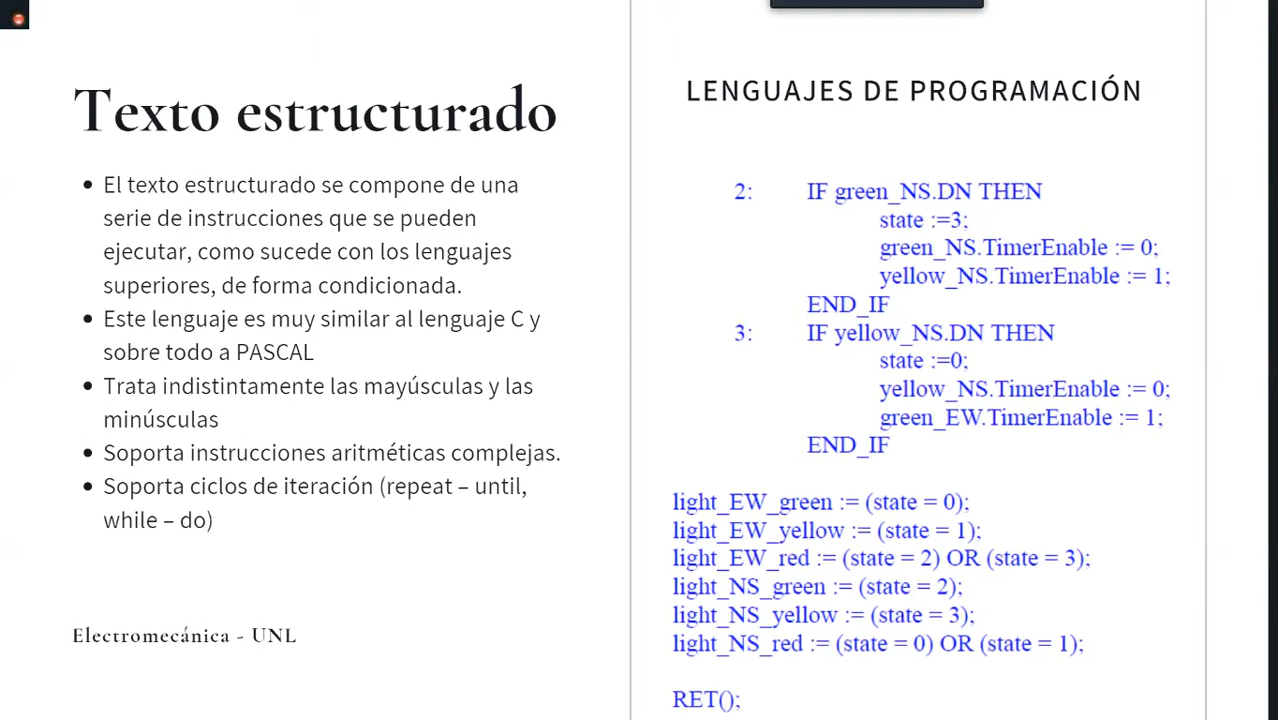 Texto estructurado
El texto estructurado se compone de una
serie de instrucciones que se pueden
ejecutar, como sucede con los lenguajes
superiores, de forma condicionada.
Este lenguaje es muy similar al lenguaje C y
sobre todo a PASCAL
Trata indistintamente las mayúsculas y las
minúsculas
Soporta instrucciones aritméticas complejas.
Soporta ciclos de iteración (repeat – until,
while – do)
Electromecánica - UNL
LENGUAJES DE PROGRAMACIÓN
2: IF green_NS.DN THEN
state :=3;
green_NS.TimerEnable := 0;
yellow_NS.TimerEnable := 1;
END_IF
3: IF yellow_NS.DN THEN
state :=0;
yellow_NS.TimerEnable := 0;
green_EW.TimerEnable := 1;
END_IF
light_EW_green := (state = 0);
light_EW_yellow := (state = 1);
light_EW_red := (state = 2) OR (state = 3);
light_NS_green := (state = 2);
light_NS_yellow := (state = 3);
light_NS_red := (state = 0) OR (state = 1);
RET();